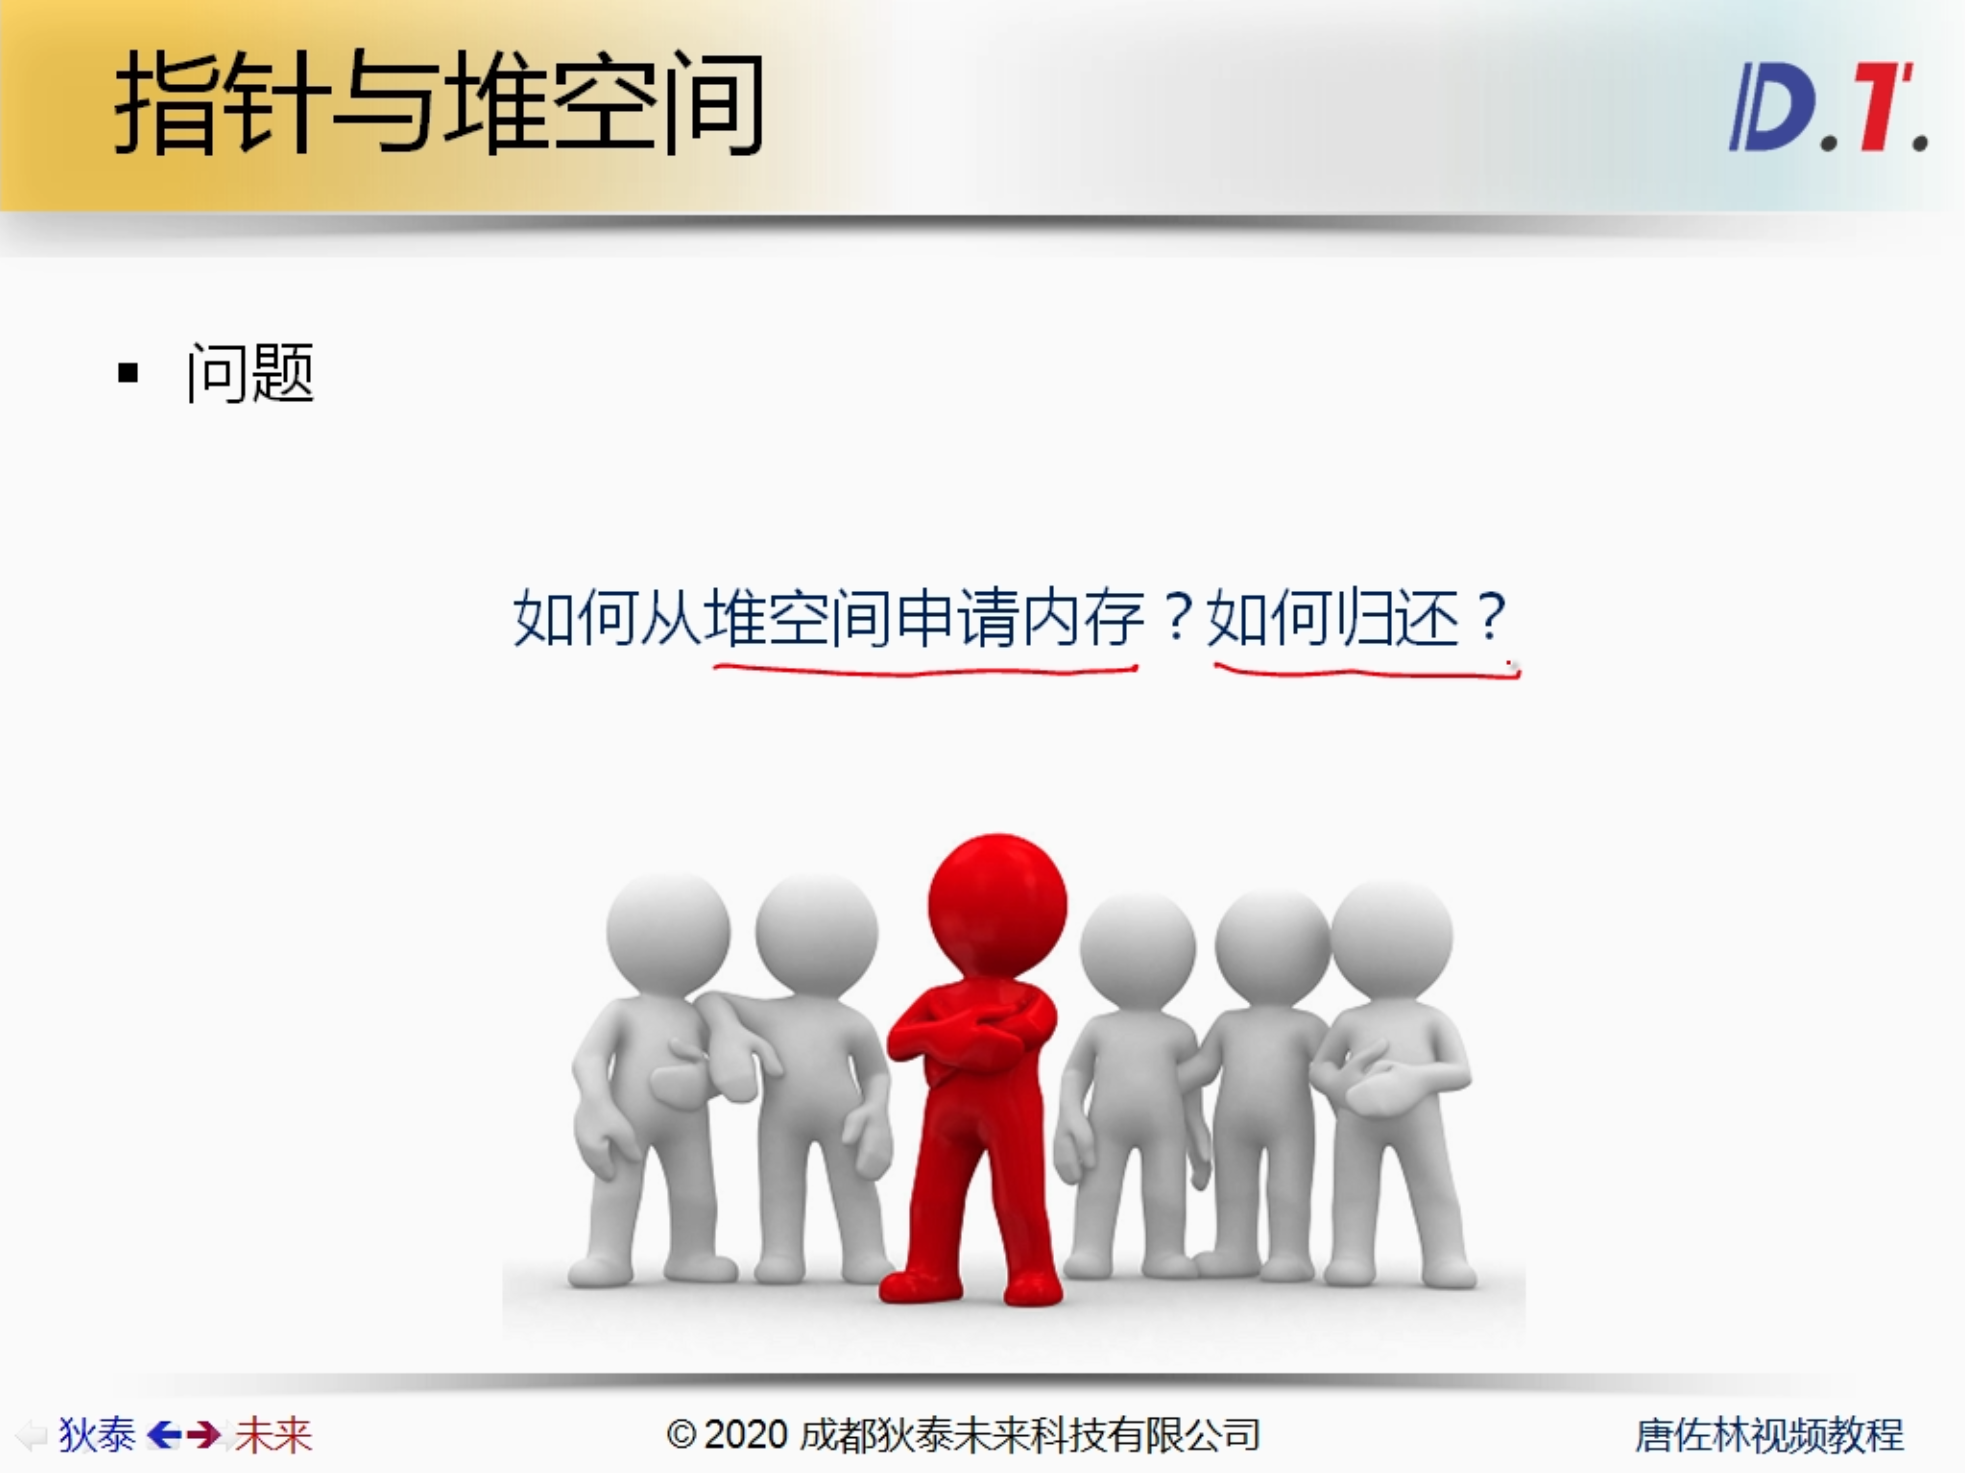 指针与堆空间
D.T.
▪ 问题
如何从堆空间申请内存？如何归还？
狄泰 未来
© 2020 成都狄泰未来科技有限公司
唐佐林视频教程